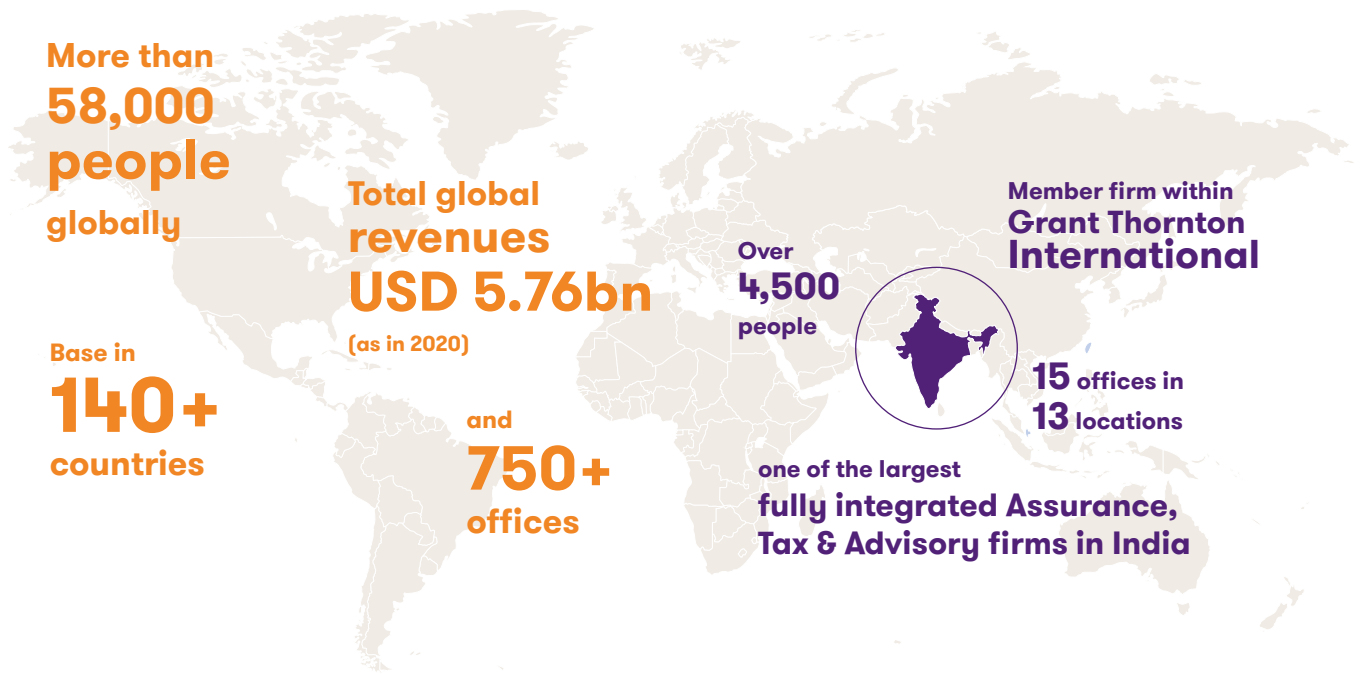 More than
58,000
people
globally
Total global
revenues
USD 5.76bn
(as in 2020)
Base in
140+
countries
and
750+
offices
Member firm within
Grant Thornton
International
Over
4,500
people
15 offices in
13 locations
one of the largest
fully integrated Assurance,
Tax & Advisory firms in India